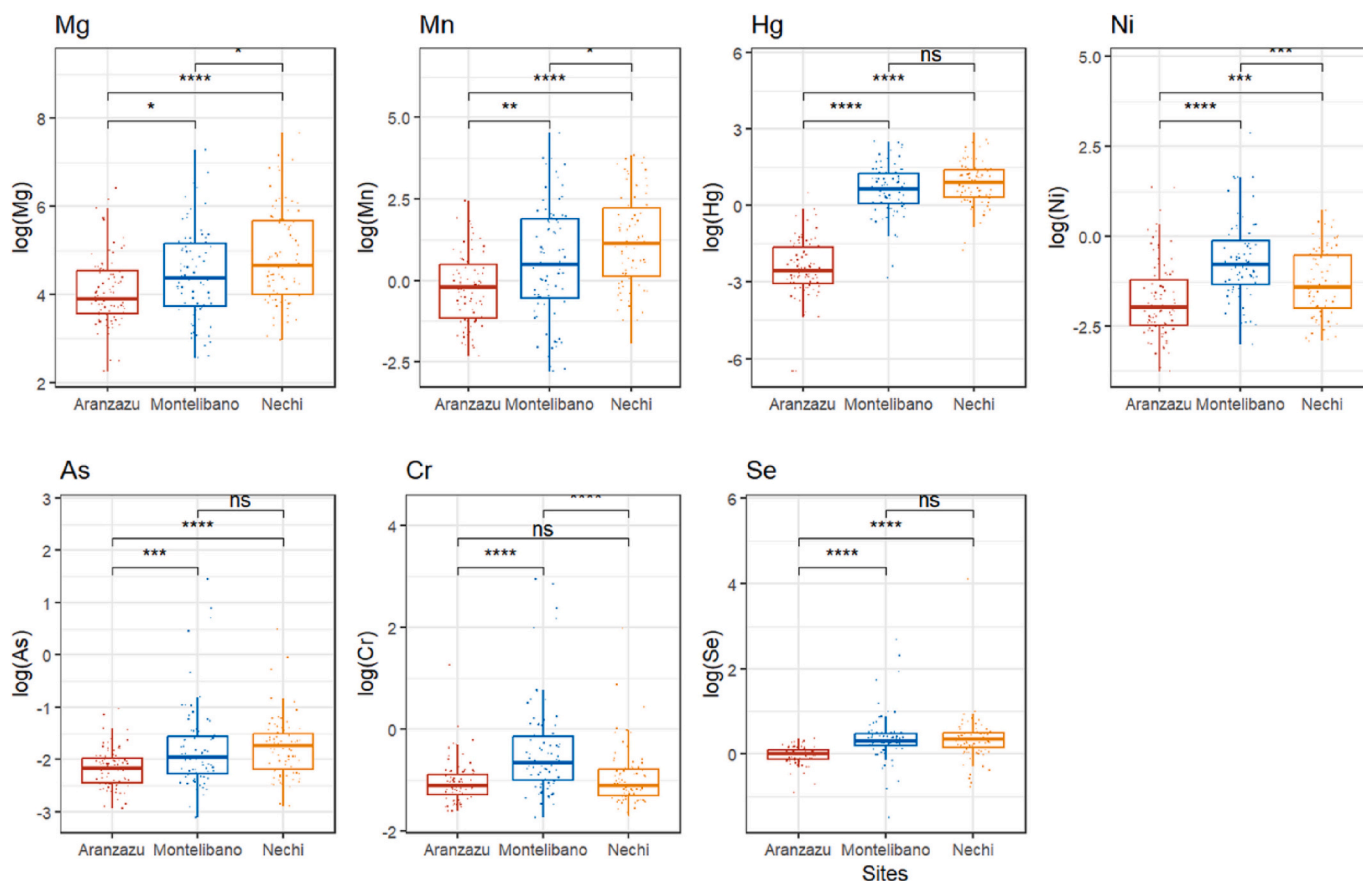 Mg
*
****
*
8
6
4
2
log(Mg)
Aranzazu Montelibano Nechi
Mn
*
****
**
5.0
2.5
0.0
-2.5
log(Mn)
Aranzazu Montelibano Nechi
Hg
ns
****
****
6
3
0
-3
-6
log(Hg)
Aranzazu Montelibano Nechi
Ni
***
***
****
5.0
0.0
-2.5
log(Ni)
Aranzazu Montelibano Nechi
As
ns
****
***
3
2
1
0
-1
-2
-3
log(As)
Aranzazu Montelibano Nechi
Cr
****
ns
****
4
2
0
-2
log(Cr)
Aranzazu Montelibano Nechi
Se
ns
****
****
6
4
2
0
log(Se)
Aranzazu Montelibano Nechi
Sites